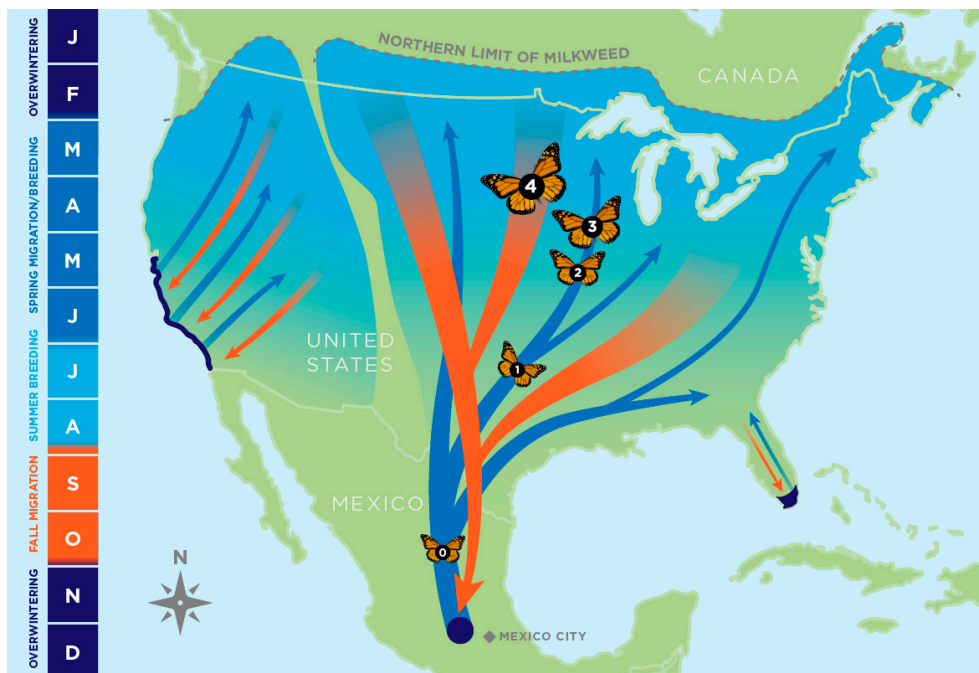 OVERWINTERING
SPRING MIGRATION/BREEDING
SUMMER BREEDING
FALL MIGRATION
OVERWINTERING
J
F
M
A
M
J
J
A
S
O
N
D
NORTHERN LIMIT OF MILKWEED
CANADA
4
3
2
1
UNITED
STATES
MEXICO
0
N
MEXICO CITY